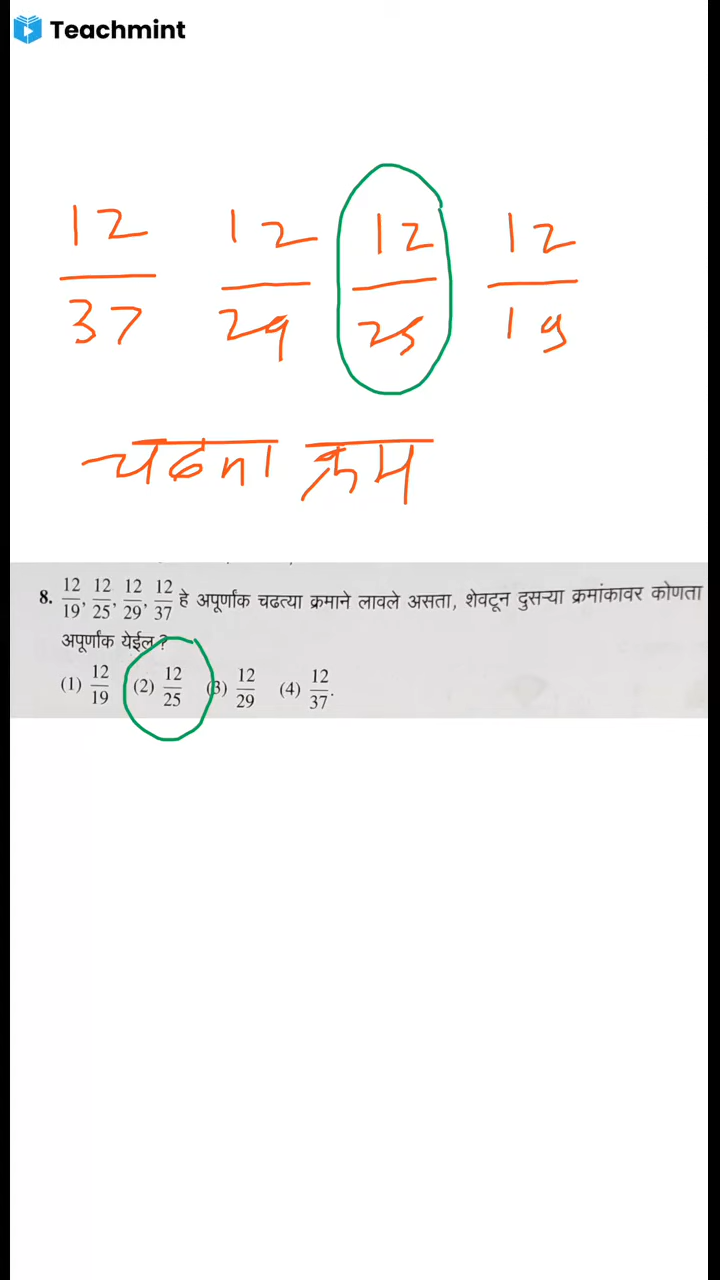 Teachmint
12/37 12/29 12/25 12/19
चढता क्रम
8. 12/19, 12/25, 12/29, 12/37 हे अपूर्णांक चढत्या क्रमाने लावले असता, शेवटून दुसऱ्या क्रमांकावर कोणता
अपूर्णांक येईल ?
(1) 12/19 (2) 12/25 (3) 12/29 (4) 12/37.